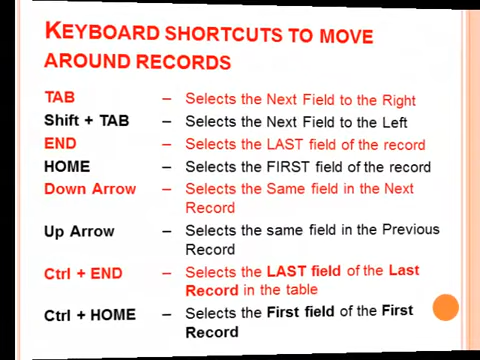 KEYBOARD SHORTCUTS TO MOVE
AROUND RECORDS
TAB – Selects the Next Field to the Right
Shift + TAB – Selects the Next Field to the Left
END – Selects the LAST field of the record
HOME – Selects the FIRST field of the record
Down Arrow – Selects the Same field in the Next
Record
Up Arrow – Selects the same field in the Previous
Record
Ctrl + END – Selects the LAST field of the Last
Record in the table
Ctrl + HOME – Selects the First field of the First
Record